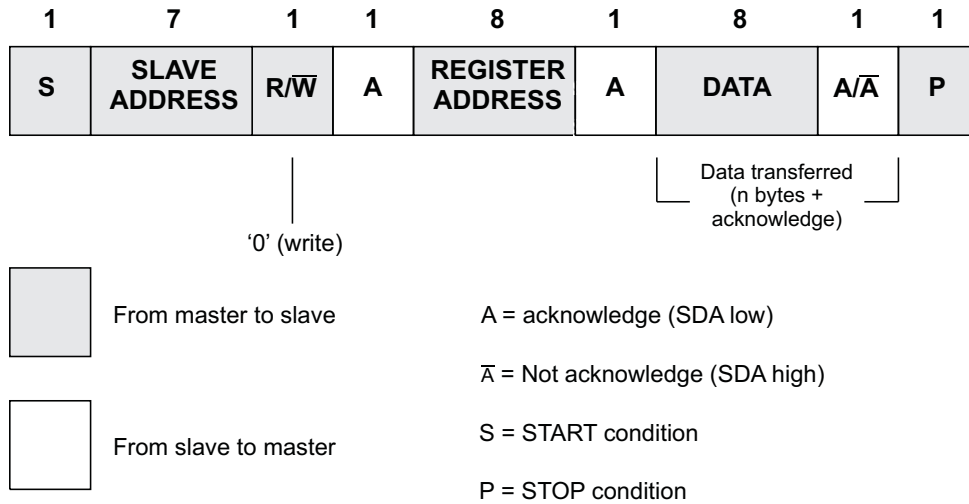 1 7 1 1 8 1 8 1 1
S SLAVE ADDRESS R/W̅ A REGISTER ADDRESS A DATA A/A̅ P
Data transferred
(n bytes +
acknowledge)
‘0’ (write)
From master to slave
A = acknowledge (SDA low)
A̅ = Not acknowledge (SDA high)
From slave to master
S = START condition
P = STOP condition